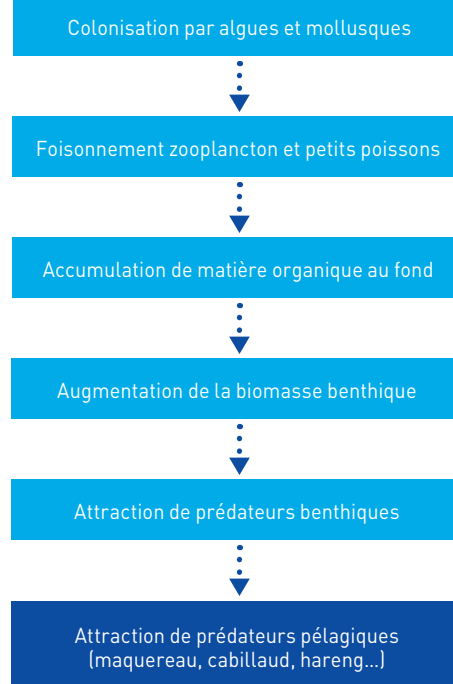 Colonisation par algues et mollusques
Foisonnement zooplancton et petits poissons
Accumulation de matière organique au fond
Augmentation de la biomasse benthique
Attraction de prédateurs benthiques
Attraction de prédateurs pélagiques
(maquereau, cabillaud, hareng...)